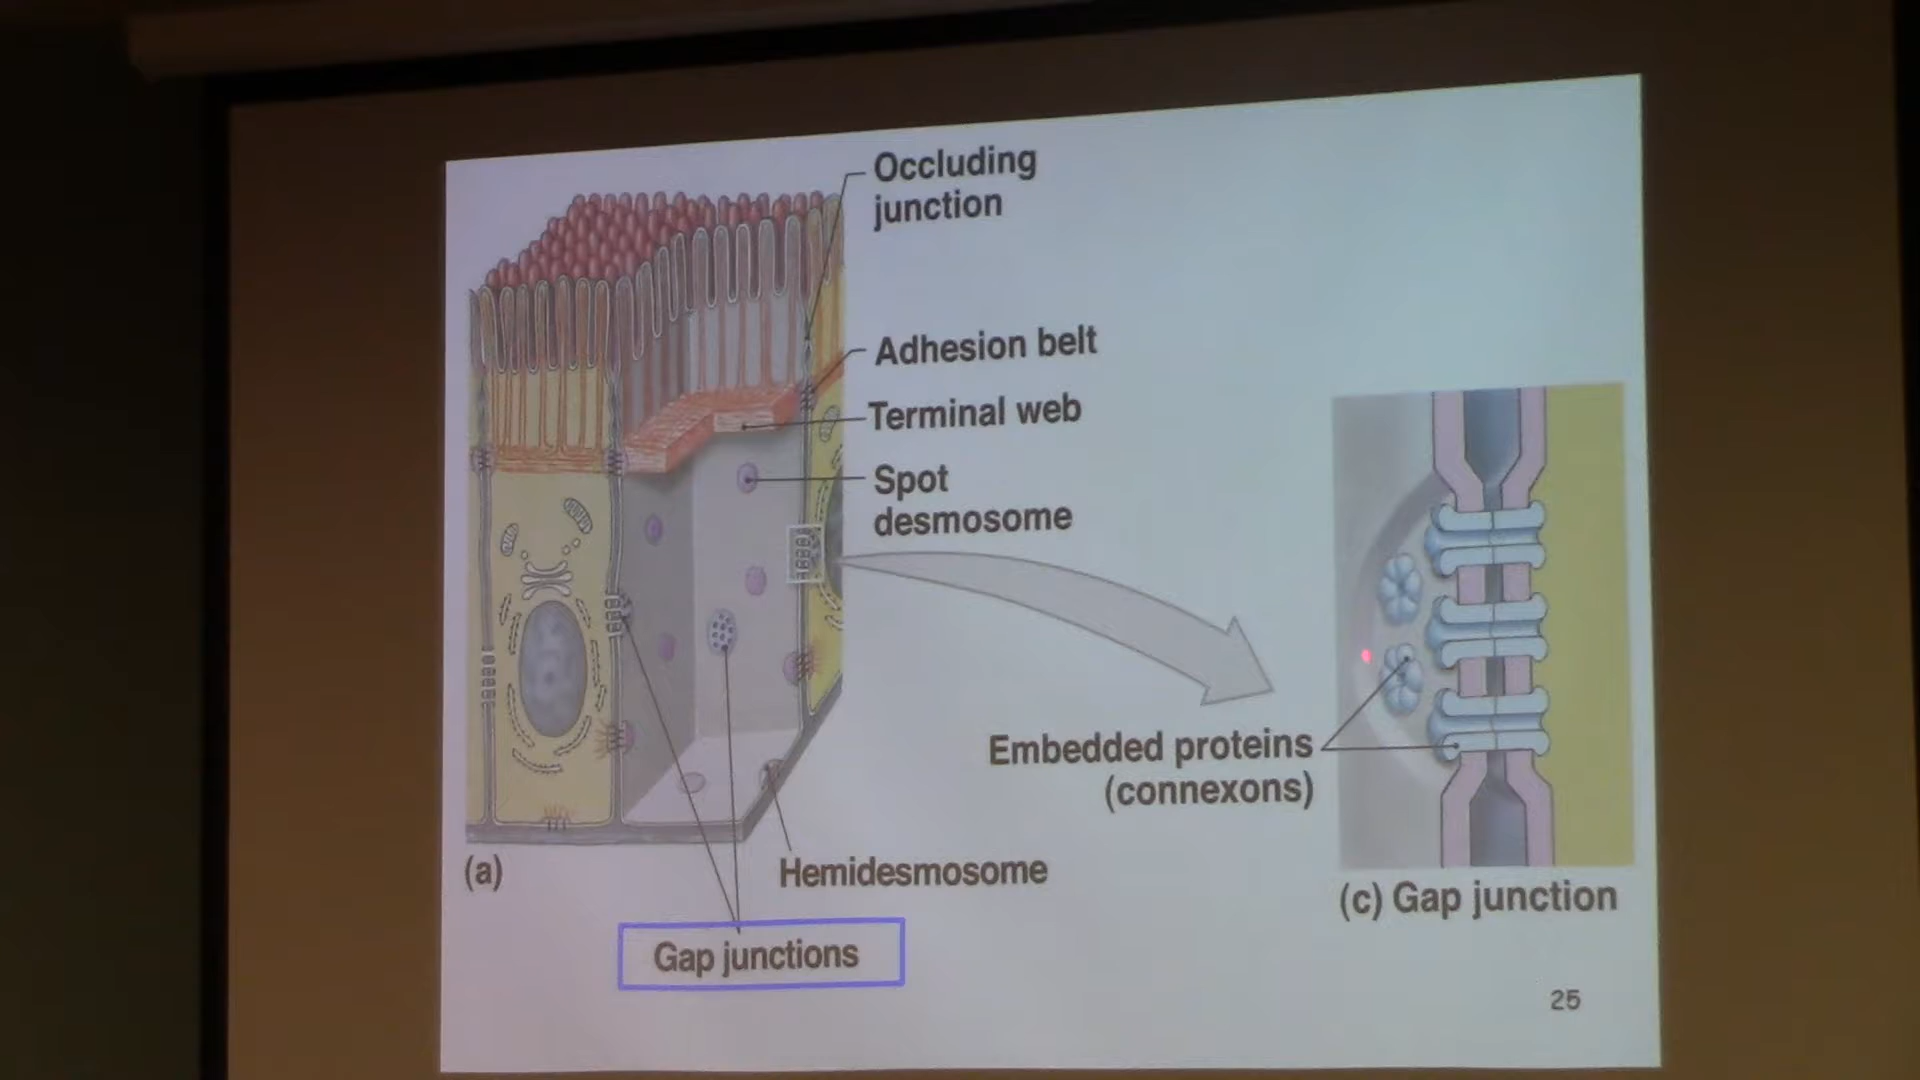 Occluding
junction
Adhesion belt
Terminal web
Spot
desmosome
Embedded proteins
(connexons)
(a)
Hemidesmosome
(c) Gap junction
Gap junctions
25